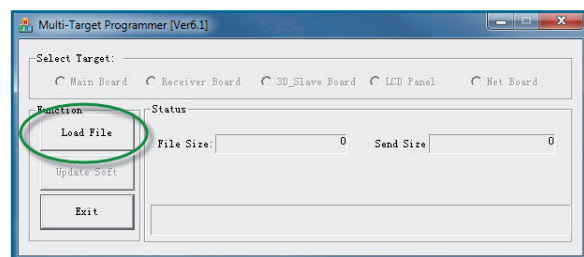 Multi-Target Programmer [Ver6.1]
Select Target:
Main Board Receiver Board 3D_Slave Board LCD Panel Net Board
Function
Status
Load File
File Size: 0 Send Size 0
Update Soft
Exit